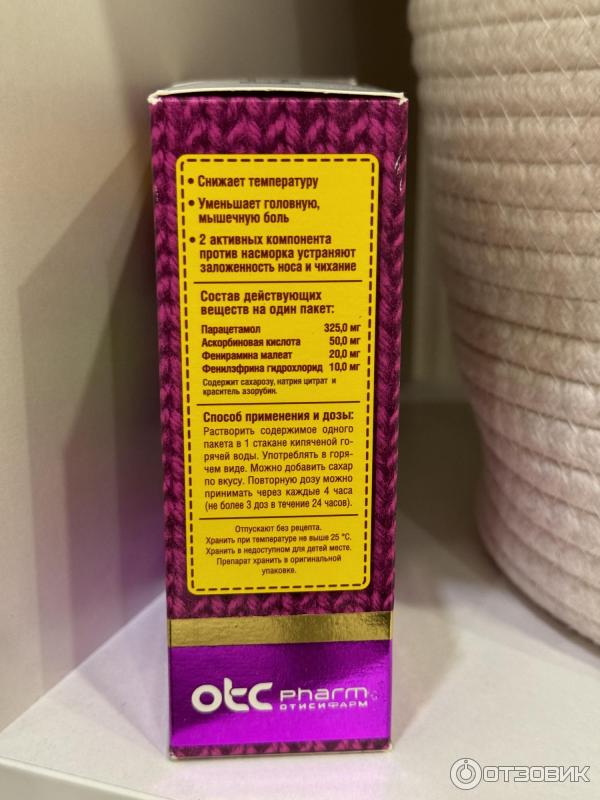 • Снижает температуру
• Уменьшает головную,
мышечную боль
• 2 активных компонента
против насморка устраняют
заложенность носа и чихание
Состав действующих
веществ на один пакет:
Парацетамол 325,0 мг
Аскорбиновая кислота 50,0 мг
Фенирамина малеат 20,0 мг
Фенилэфрина гидрохлорид 10,0 мг
Содержит сахарозу, натрия цитрат и
краситель азорубин.
Способ применения и дозы:
Растворить содержимое одного
пакета в 1 стакане кипяченой го-
рячей воды. Употреблять в горя-
чем виде. Можно добавить сахар
по вкусу. Повторную дозу можно
принимать через каждые 4 часа
(не более 3 доз в течение 24 часов).
Отпускают без рецепта.
Хранить при температуре не выше 25 °С.
Хранить в недоступном для детей месте.
Препарат хранить в оригинальной
упаковке.
otc pharm
ОТИСИФАРМ
ОТЗОВИК